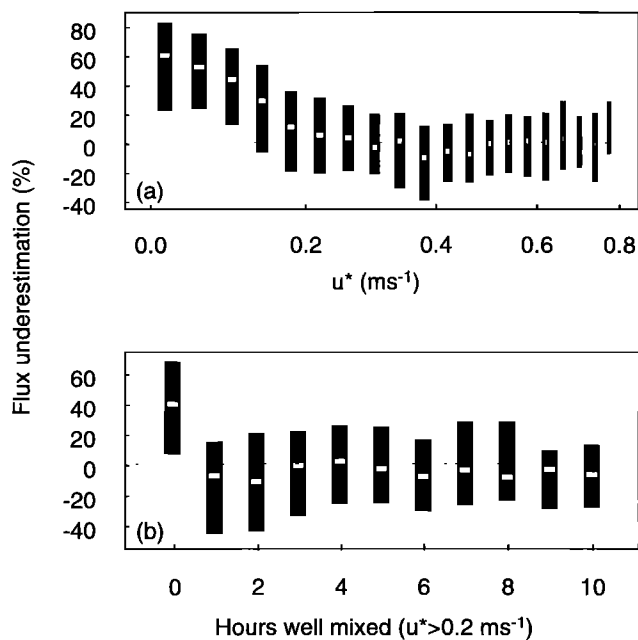 Flux underestimation (%)
80
60
40
20
0
-20
-40
(a)
0.0 0.2 0.4 0.6 0.8
u* (ms-1)
60
40
20
0
-20
-40
(b)
0 2 4 6 8 10
Hours well mixed (u*>0.2 ms-1)